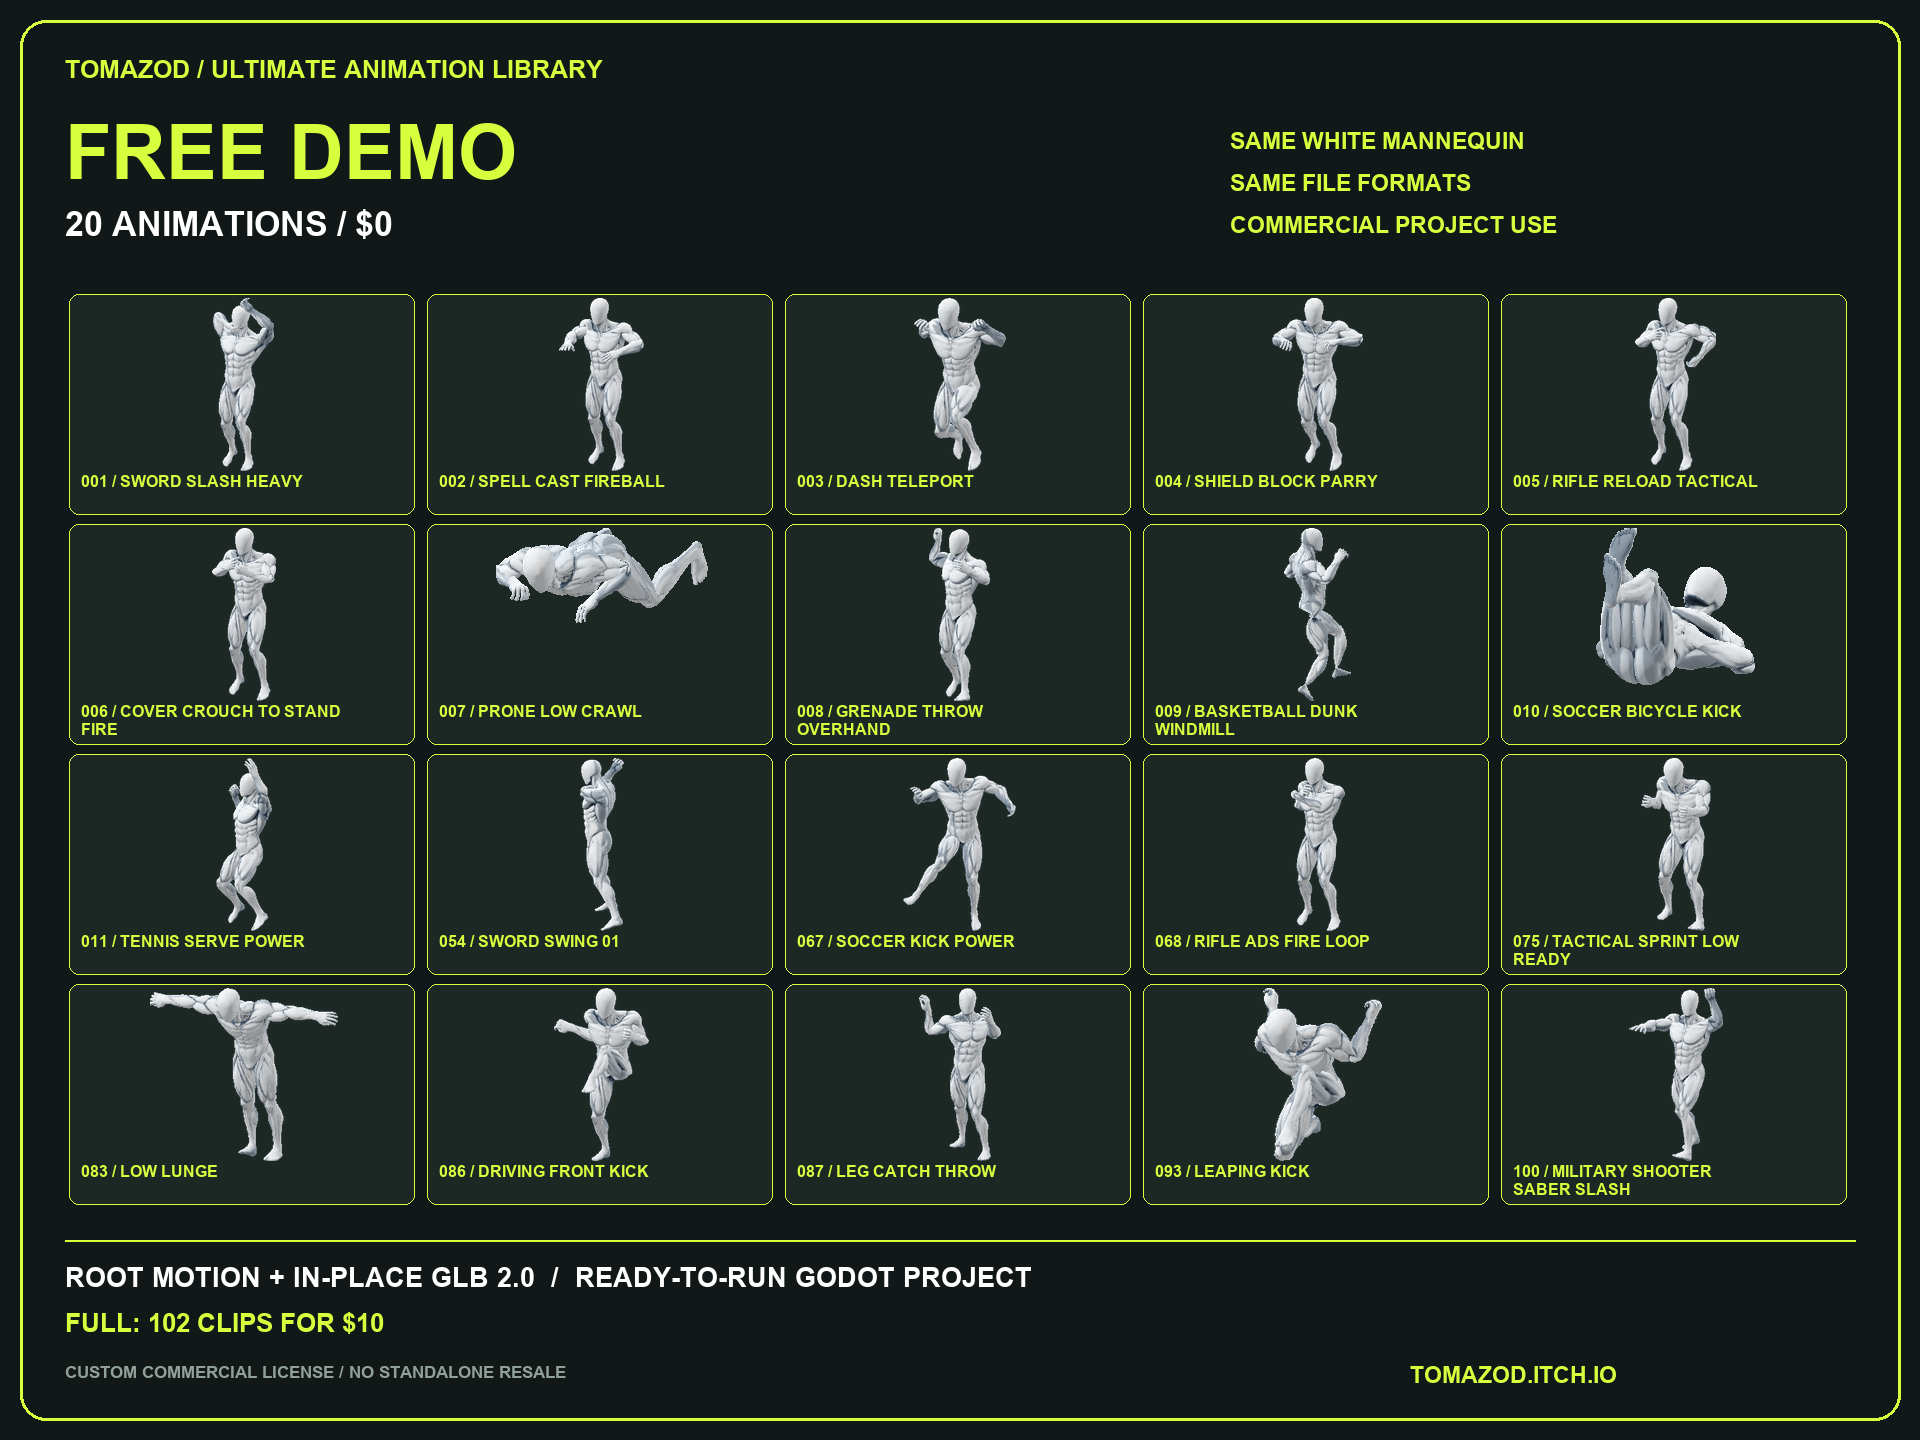 TOMAZOD / ULTIMATE ANIMATION LIBRARY
FREE DEMO
20 ANIMATIONS / $0
SAME WHITE MANNEQUIN
SAME FILE FORMATS
COMMERCIAL PROJECT USE
001 / SWORD SLASH HEAVY
002 / SPELL CAST FIREBALL
003 / DASH TELEPORT
004 / SHIELD BLOCK PARRY
005 / RIFLE RELOAD TACTICAL
006 / COVER CROUCH TO STAND
FIRE
007 / PRONE LOW CRAWL
008 / GRENADE THROW
OVERHAND
009 / BASKETBALL DUNK
WINDMILL
010 / SOCCER BICYCLE KICK
011 / TENNIS SERVE POWER
054 / SWORD SWING 01
067 / SOCCER KICK POWER
068 / RIFLE ADS FIRE LOOP
075 / TACTICAL SPRINT LOW
READY
083 / LOW LUNGE
086 / DRIVING FRONT KICK
087 / LEG CATCH THROW
093 / LEAPING KICK
100 / MILITARY SHOOTER
SABER SLASH
ROOT MOTION + IN-PLACE GLB 2.0 / READY-TO-RUN GODOT PROJECT
FULL: 102 CLIPS FOR $10
CUSTOM COMMERCIAL LICENSE / NO STANDALONE RESALE
TOMAZOD.ITCH.IO